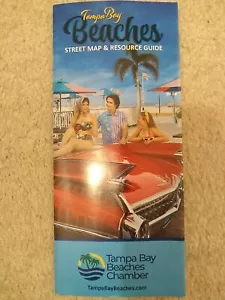 Tampa Bay
Beaches
STREET MAP & RESOURCE GUIDE
Tampa Bay
Beaches
Chamber
TampaBayBeaches.com